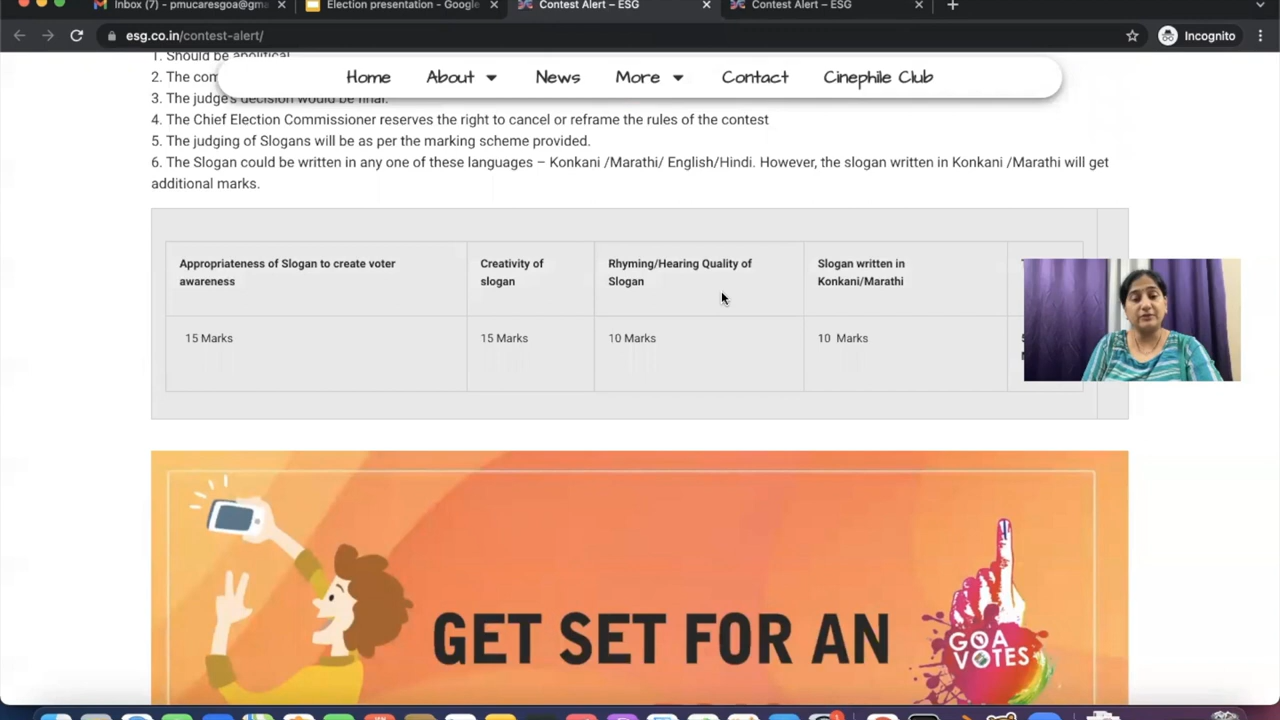 Inbox (7) - pmucaresgoa@gma
Election presentation - Google
Contest Alert – ESG
Contest Alert – ESG
esg.co.in/contest-alert/
Incognito
1. Should be apolitical
Home About News More Contact Cinephile Club
2. The com
3. The judge's decision would be final.
4. The Chief Election Commissioner reserves the right to cancel or reframe the rules of the contest
5. The judging of Slogans will be as per the marking scheme provided.
6. The Slogan could be written in any one of these languages – Konkani /Marathi/ English/Hindi. However, the slogan written in Konkani /Marathi will get
additional marks.
Appropriateness of Slogan to create voter
awareness
Creativity of
slogan
Rhyming/Hearing Quality of
Slogan
Slogan written in
Konkani/Marathi
15 Marks
15 Marks
10 Marks
10 Marks
GET SET FOR AN
GOA
VOTES